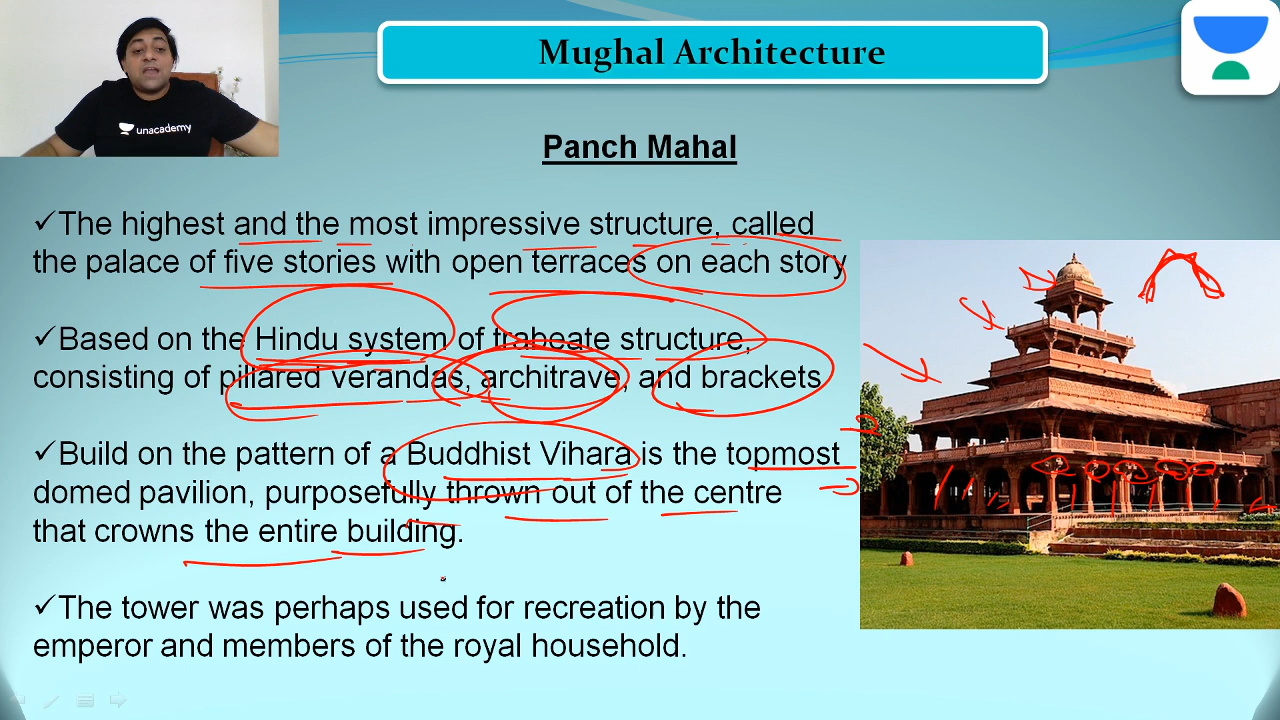 Mughal Architecture
unacademy
Panch Mahal
✓The highest and the most impressive structure, called
the palace of five stories with open terraces on each story
✓Based on the Hindu system of trabeate structure,
consisting of pillared verandas, architrave, and brackets
✓Build on the pattern of a Buddhist Vihara is the topmost
domed pavilion, purposefully thrown out of the centre
that crowns the entire building.
✓The tower was perhaps used for recreation by the
emperor and members of the royal household.